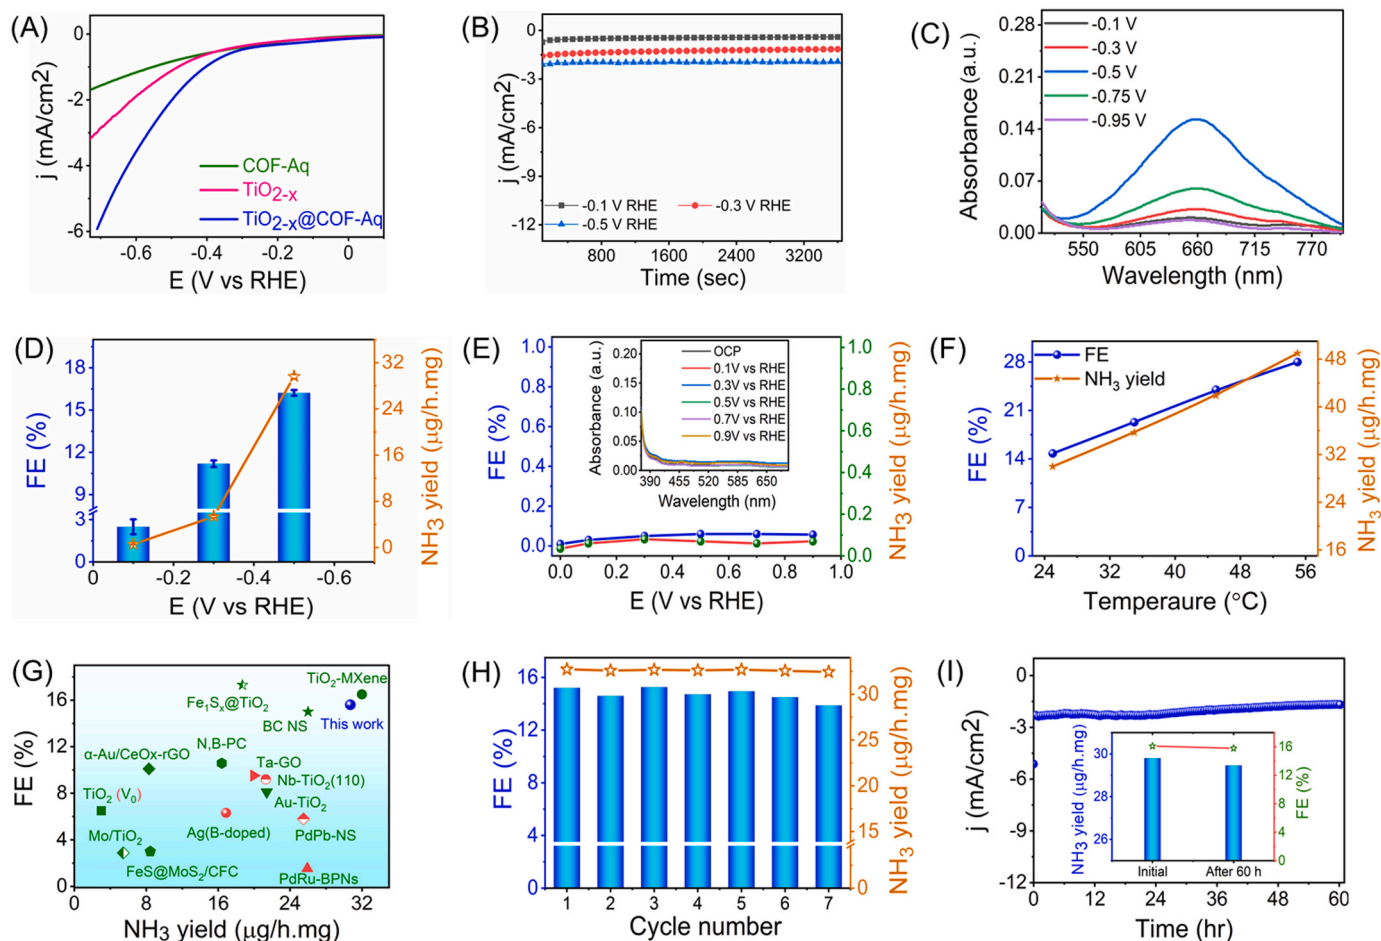 (A)
j (mA/cm2)
0
-2
-4
-6
COF-Aq
TiO2-x
TiO2-x@COF-Aq
-0.6 -0.4 -0.2 0
E (V vs RHE)
(B)
j (mA/cm2)
0
-3
-6
-9
-12
-0.1 V RHE -0.3 V RHE
-0.5 V RHE
800 1600 2400 3200
Time (sec)
(C)
Absorbance (a.u.)
0.28
0.21
0.14
0.07
0.00
-0.1 V
-0.3 V
-0.5 V
-0.75 V
-0.95 V
550 605 660 715 770
Wavelength (nm)
(D)
FE (%)
18
15
12
9
3
0
NH3 yield (µg/h.mg)
32
24
16
8
0
0 -0.2 -0.4 -0.6
E (V vs RHE)
(E)
FE (%)
1.0
0.8
0.6
0.4
0.2
0.0
Absorbance (a.u.)
0.20
0.15
0.10
0.05
0.00
OCP
0.1V vs RHE
0.3V vs RHE
0.5V vs RHE
0.7V vs RHE
0.9V vs RHE
390 455 520 585 650
Wavelength (nm)
1.0
0.8
0.6
0.4
0.2
0.0
NH3 yield (µg/h.mg)
0.0 0.2 0.4 0.6 0.8 1.0
E (V vs RHE)
(F)
FE (%)
28
21
14
7
0
FE
NH3 yield
48
40
32
24
16
NH3 yield (µg/h.mg)
24 32 40 48 56
Temperaure (°C)
(G)
FE (%)
16
12
8
4
0
TiO2-MXene
Fe1Sx@TiO2
This work
BC NS
N,B-PC
α-Au/CeOx-rGO
Ta-GO
Nb-TiO2(110)
TiO2 (V0)
Au-TiO2
Ag(B-doped)
Mo/TiO2
PdPb-NS
FeS@MoS2/CFC
PdRu-BPNs
0 8 16 24 32
NH3 yield (µg/h.mg)
(H)
FE (%)
16
14
12
10
8
6
4
2
0
30
25
20
15
10
5
0
NH3 yield (µg/h.mg)
1 2 3 4 5 6 7
Cycle number
(I)
j (mA/cm2)
0
-3
-6
-9
-12
NH3 yield (µg/h.mg)
30
28
26
16
12
8
4
0
FE (%)
Initial After 60 h
0 12 24 36 48 60
Time (hr)